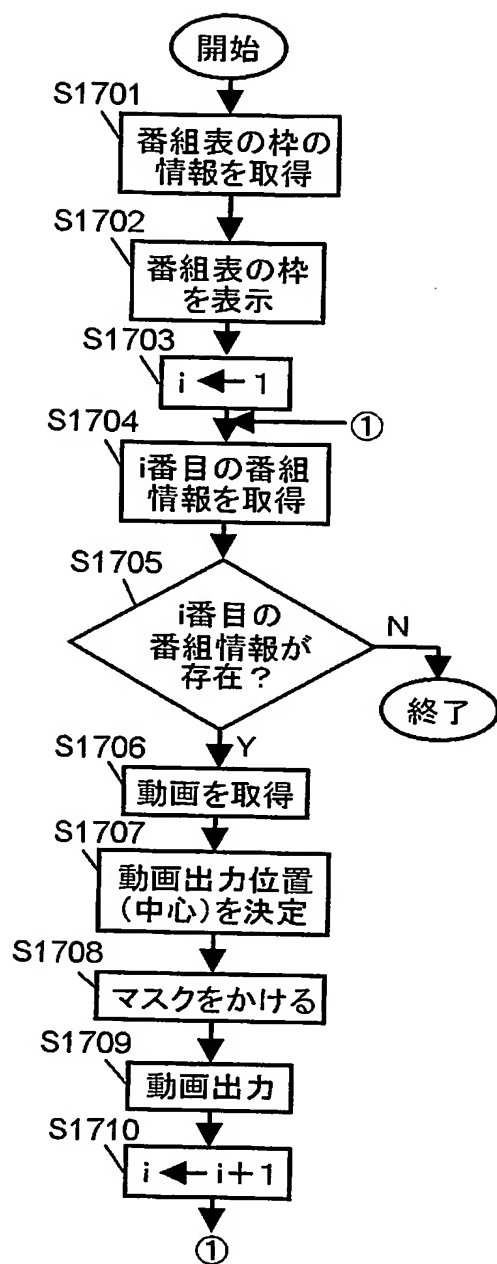 開始
S1701
番組表の枠の
情報を取得
S1702
番組表の枠
を表示
S1703
i ← 1
①
S1704
i番目の番組
情報を取得
S1705
i番目の
番組情報が
存在?
N
終了
Y
S1706
動画を取得
S1707
動画出力位置
(中心)を決定
S1708
マスクをかける
S1709
動画出力
S1710
i ← i+1
①